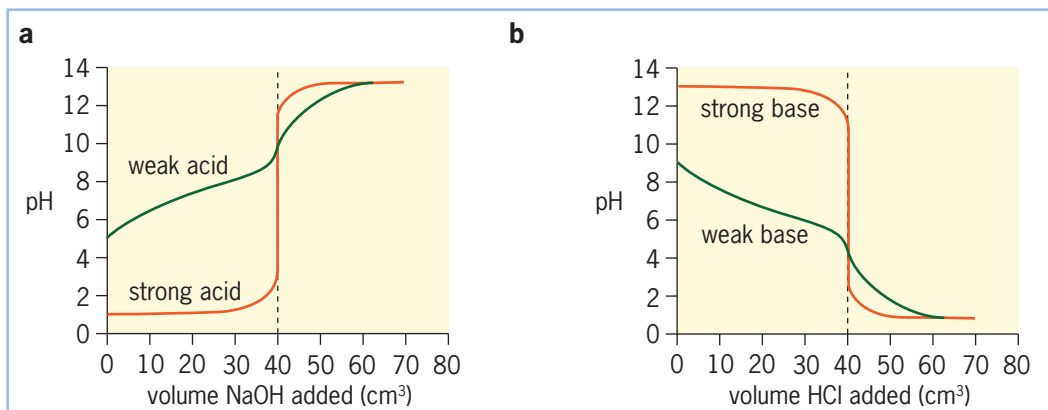 a
14
12
10
8
6
4
2
0
pH
weak acid
strong acid
0 10 20 30 40 50 60 70 80
volume NaOH added (cm³)
b
14
12
10
8
6
4
2
0
pH
strong base
weak base
0 10 20 30 40 50 60 70 80
volume HCl added (cm³)